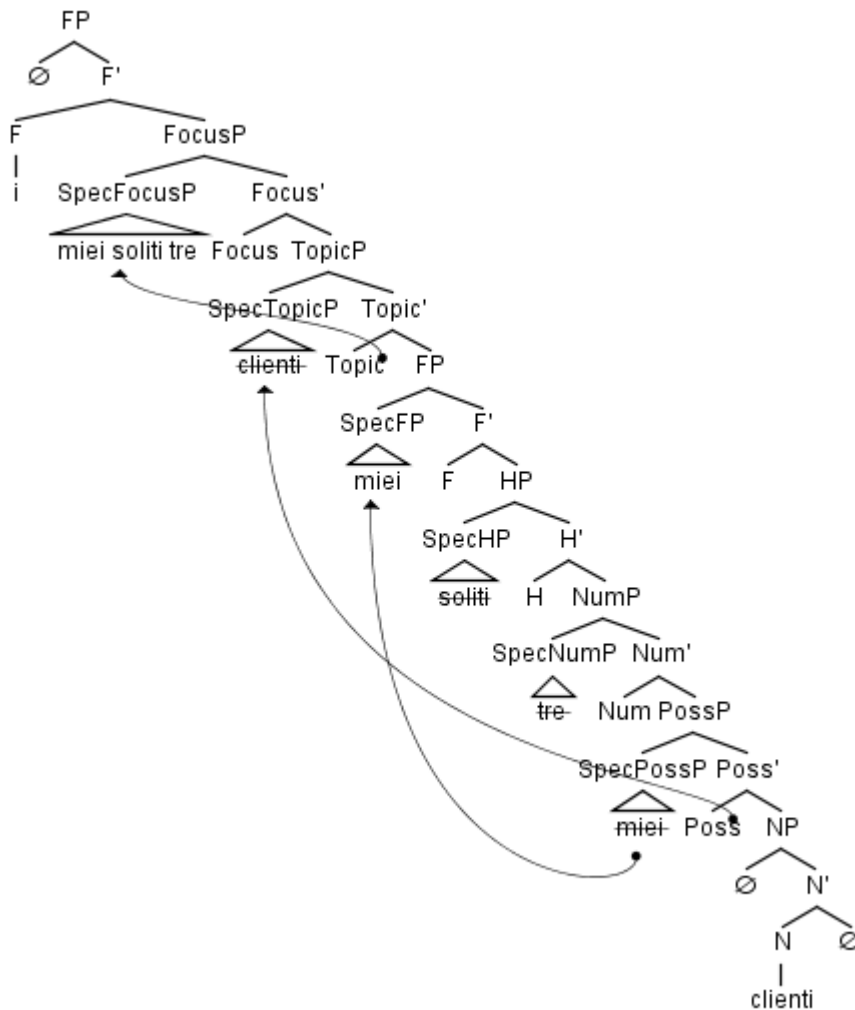 FP
∅ F'
F FocusP
i SpecFocusP Focus'
miei soliti tre Focus TopicP
SpecTopicP Topic'
clienti Topic FP
SpecFP F'
miei F HP
SpecHP H'
soliti H NumP
SpecNumP Num'
tre Num PossP
SpecPossP Poss'
miei Poss NP
∅ N'
N ∅
clienti